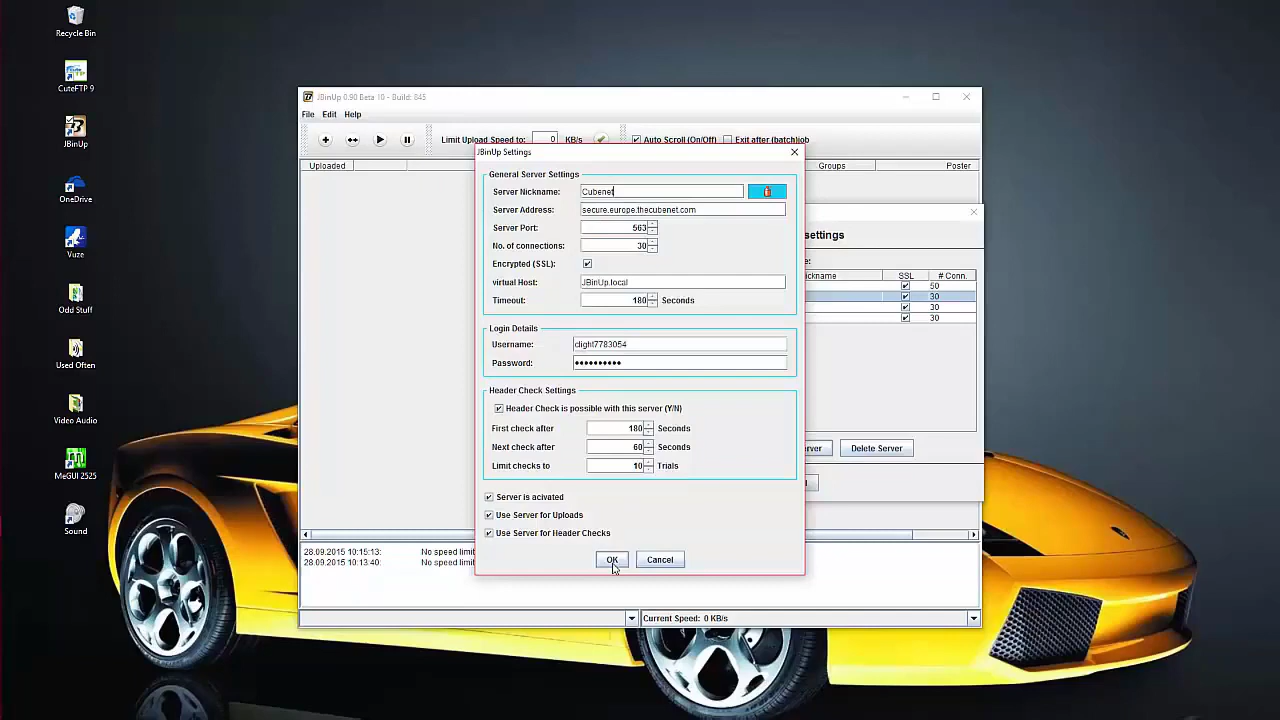 Recycle Bin
CuteFTP 9
JBinUp
OneDrive
Vuze
Odd Stuff
Used Often
Video Audio
MeGUI 2525
Sound
JBinUp 0.90 Beta 10 - Build: 845
File Edit Help
Limit Upload Speed to: 0 KB/s Auto Scroll (On/Off) Exit after (batch)job
Uploaded Groups Poster
JBinUp Settings
General Server Settings
Server Nickname: Cubenet
Server Address: secure.europe.thecubenet.com
Server Port: 563
No. of connections: 30
Encrypted (SSL):
virtual Host: JBinUp.local
Timeout: 180 Seconds
Login Details
Username: clight7783054
Password: ••••••••••
Header Check Settings
Header Check is possible with this server (Y/N)
First check after 180 Seconds
Next check after 60 Seconds
Limit checks to 10 Trials
Server is acivated
Use Server for Uploads
Use Server for Header Checks
OK Cancel
settings
e:
ickname SSL # Conn.
50
30
30
30
rver Delete Server
28.09.2015 10:15:13: No speed limit
28.09.2015 10:13:40: No speed limit
Current Speed: 0 KB/s